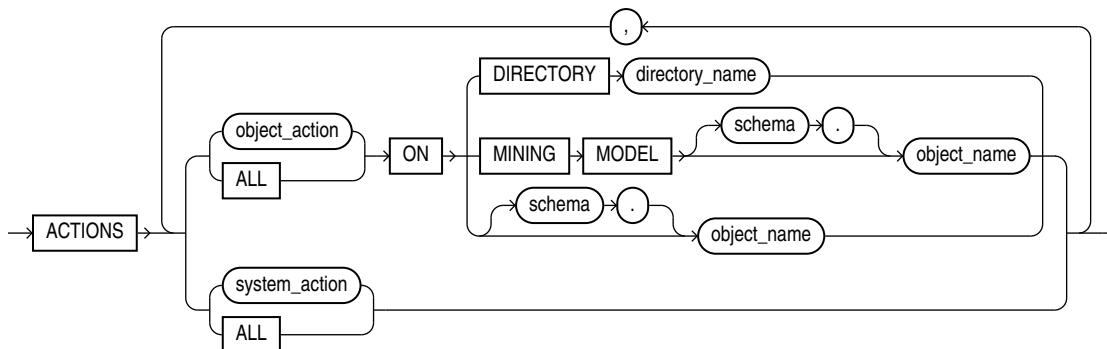 ,
DIRECTORY directory_name
object_action schema .
ALL ON MINING MODEL object_name
schema .
ACTIONS object_name
system_action
ALL